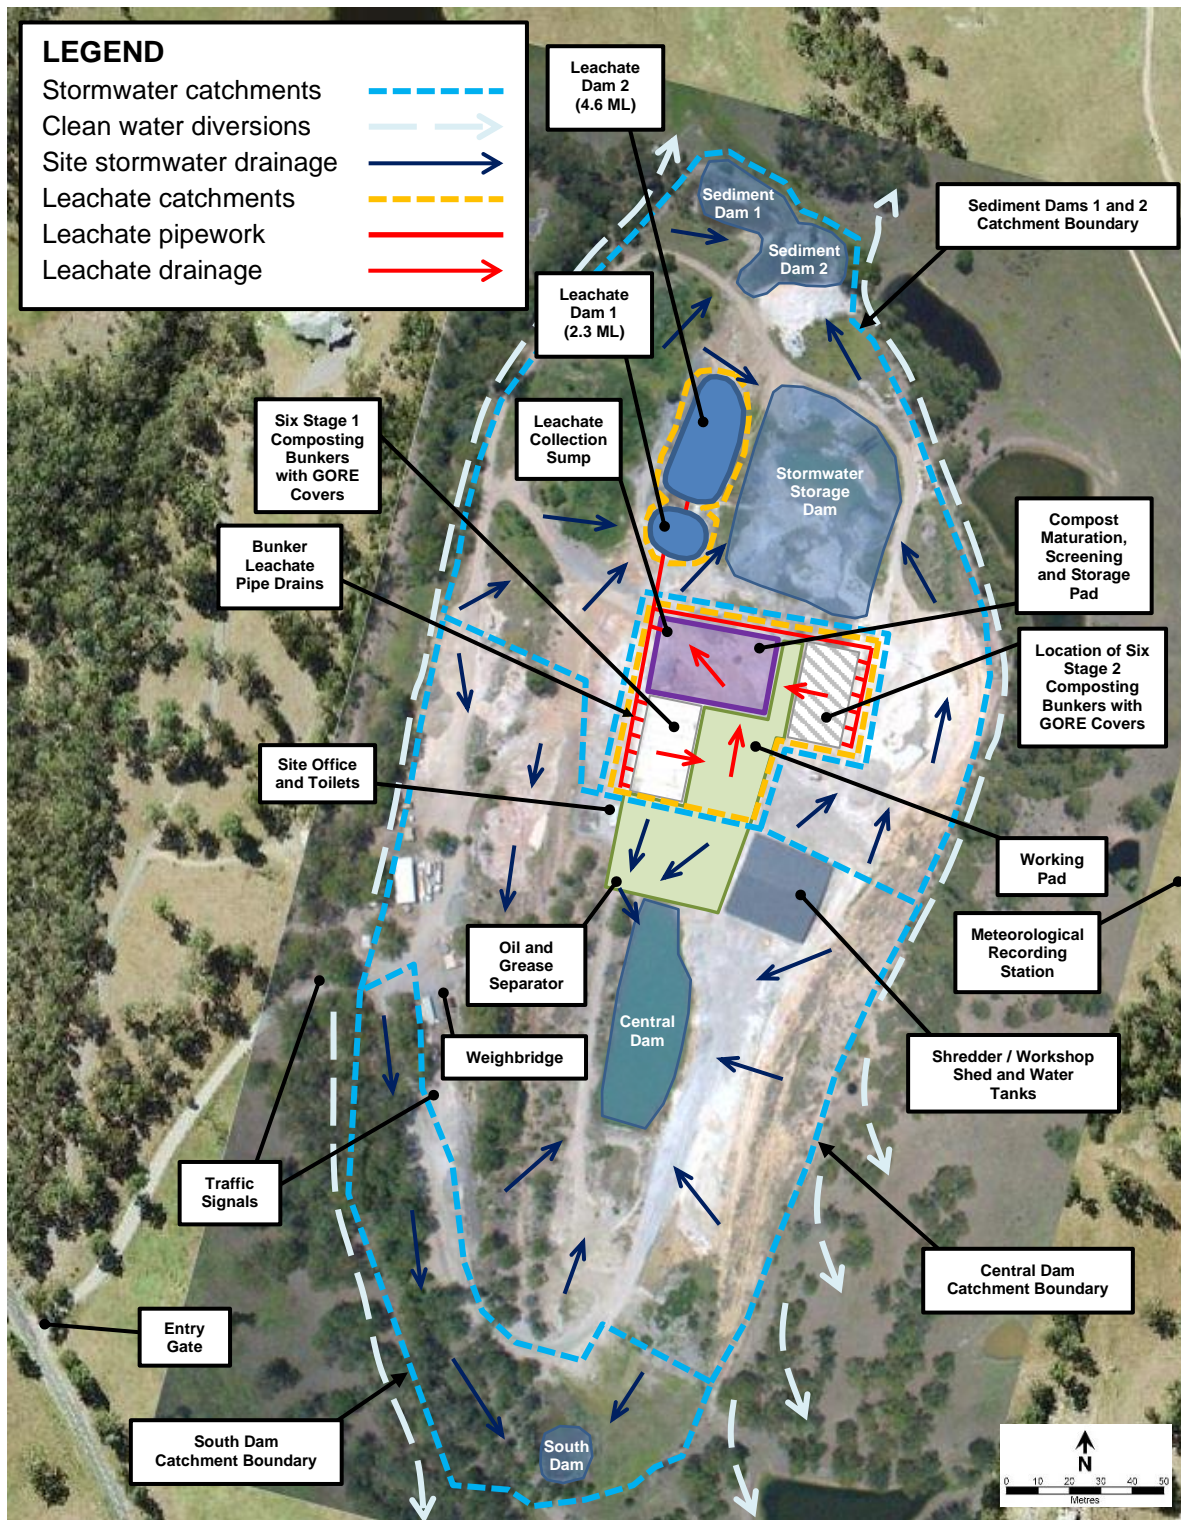 LEGEND
Stormwater catchments
Clean water diversions
Site stormwater drainage
Leachate catchments
Leachate pipework
Leachate drainage
Leachate
Dam 2
(4.6 ML)
Sediment
Dam 1
Sediment
Dam 2
Sediment Dams 1 and 2
Catchment Boundary
Leachate
Dam 1
(2.3 ML)
Six Stage 1
Composting
Bunkers
with GORE
Covers
Leachate
Collection
Sump
Stormwater
Storage
Dam
Compost
Maturation,
Screening
and Storage
Pad
Bunker
Leachate
Pipe Drains
Location of Six
Stage 2
Composting
Bunkers with
GORE Covers
Site Office
and Toilets
Working
Pad
Oil and
Grease
Separator
Meteorological
Recording
Station
Central
Dam
Weighbridge
Shredder / Workshop
Shed and Water
Tanks
Traffic
Signals
Central Dam
Catchment Boundary
Entry
Gate
South Dam
Catchment Boundary
South
Dam
N
0 10 20 30 40 50
Metres